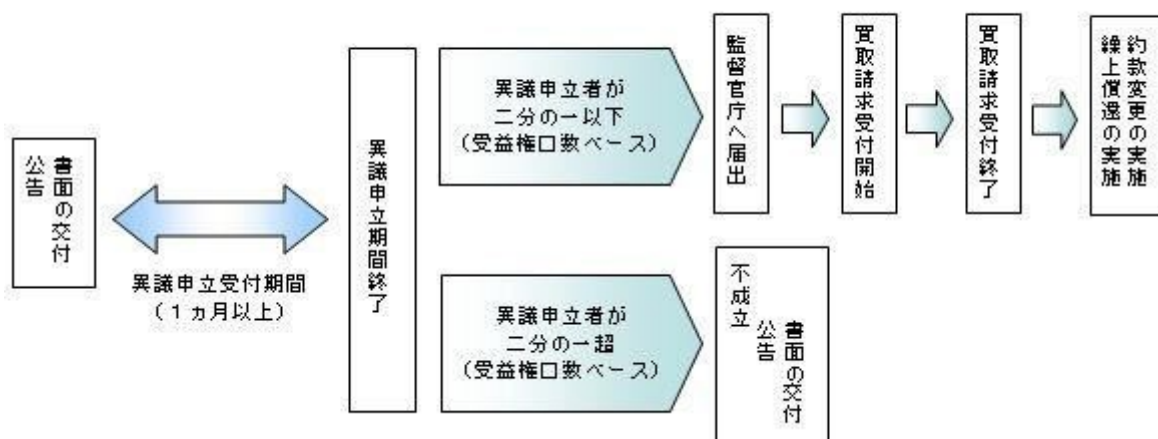 書面の交付
公告
異議申立受付期間
（１ヵ月以上）
異議申立期間終了
異議申立者が
二分の一以下
（受益権口数ベース）
監督官庁へ届出
買取請求受付開始
買取請求受付終了
約款変更の実施
繰上償還の実施
異議申立者が
二分の一超
（受益権口数ベース）
不成立
書面の交付
公告